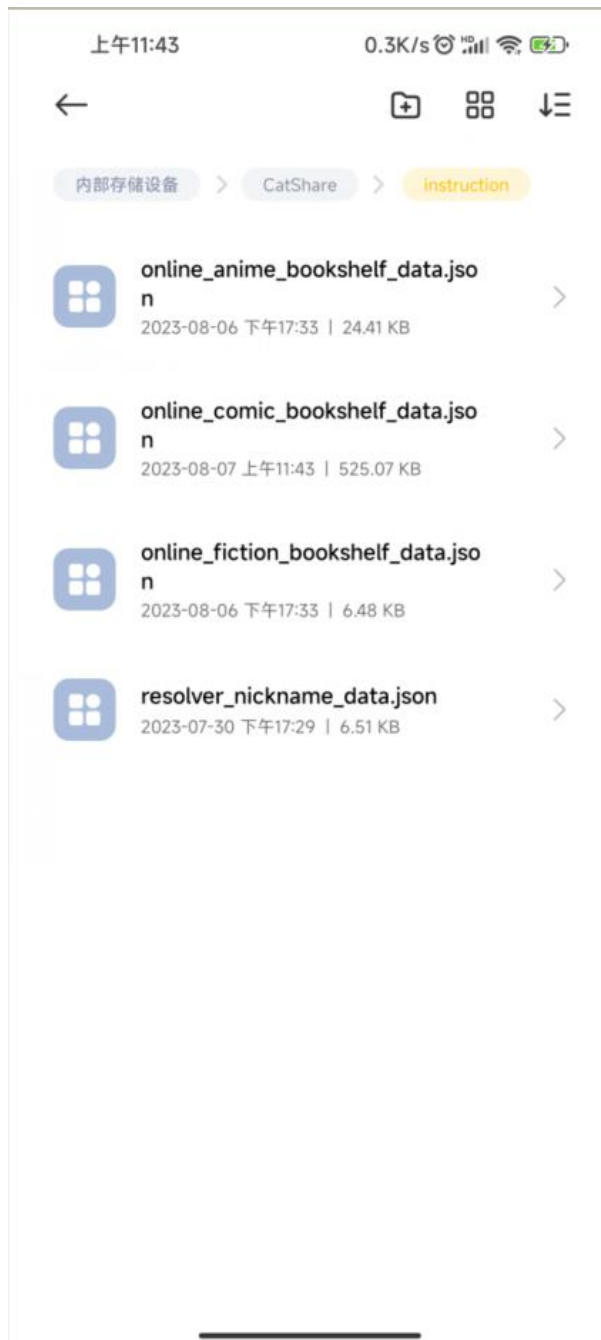 上午11:43 0.3K/s HD
内部存储设备 > CatShare > instruction
online_anime_bookshelf_data.jso
n
2023-08-06 下午17:33 | 24.41 KB
online_comic_bookshelf_data.jso
n
2023-08-07 上午11:43 | 525.07 KB
online_fiction_bookshelf_data.jso
n
2023-08-06 下午17:33 | 6.48 KB
resolver_nickname_data.json
2023-07-30 下午17:29 | 6.51 KB